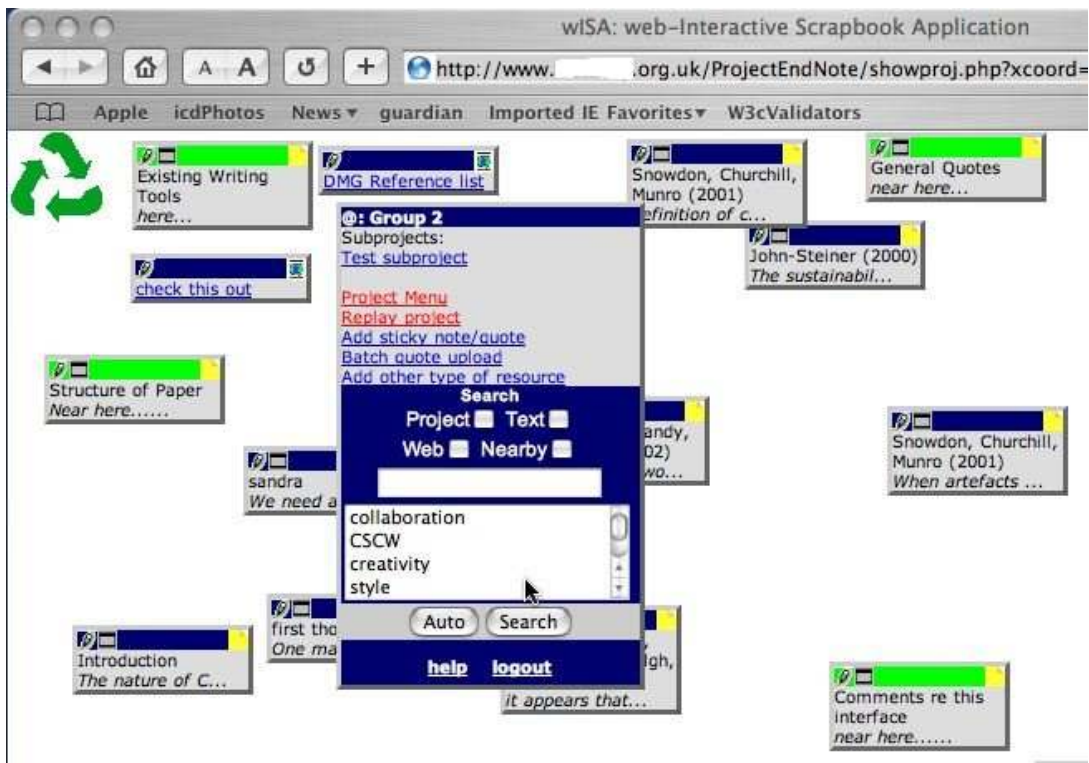 wISA: web-Interactive Scrapbook Application
A A
http://www. .org.uk/ProjectEndNote/showproj.php?xcoord=
Apple icdPhotos News guardian Imported IE Favorites W3cValidators
Existing Writing
Tools
here...
DMG Reference list
Snowdon, Churchill,
Munro (2001)
efinition of c...
General Quotes
near here...
John-Steiner (2000)
The sustainabil...
check this out
@: Group 2
Subprojects:
Test subproject
Project Menu
Replay project
Add sticky note/quote
Batch quote upload
Add other type of resource
Search
Project Text
Web Nearby
collaboration
CSCW
creativity
style
Auto Search
help logout
Structure of Paper
Near here......
andy,
02)
wo...
Snowdon, Churchill,
Munro (2001)
When artefacts ...
sandra
We need a
first tho
One ma
Introduction
The nature of C...
igh,
it appears that...
Comments re this
interface
near here......